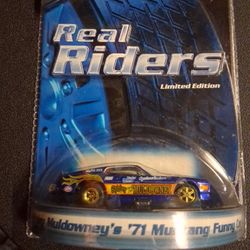 Real
Riders
Limited Edition
Muldowney's '71 Mustang Funny